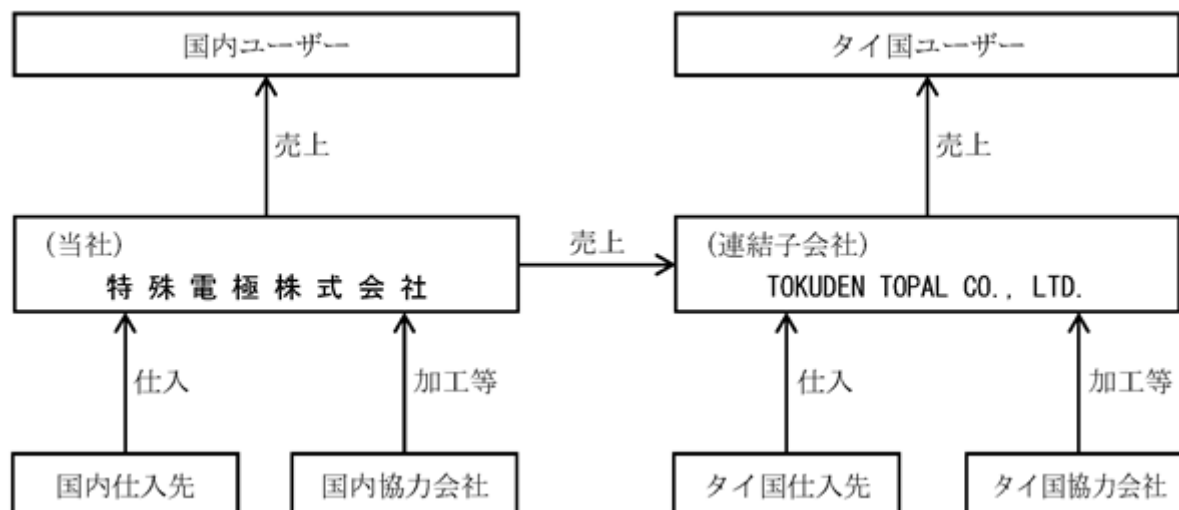 国内ユーザー
タイ国ユーザー
売上
売上
(当社)
特殊電極株式会社
売上
(連結子会社)
TOKUDEN TOPAL CO., LTD.
仕入
加工等
仕入
加工等
国内仕入先
国内協力会社
タイ国仕入先
タイ国協力会社